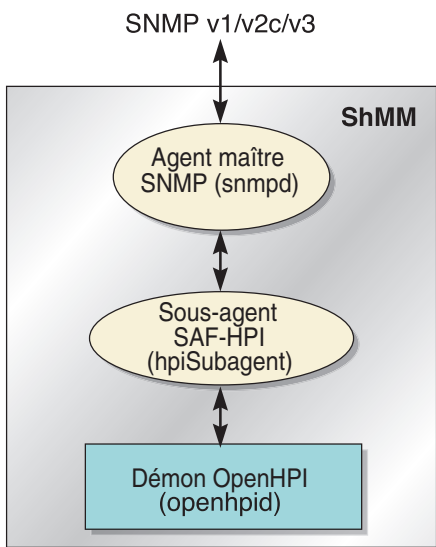 SNMP v1/v2c/v3
ShMM
Agent maître
SNMP (snmpd)
Sous-agent
SAF-HPI
(hpiSubagent)
Démon OpenHPI
(openhpid)